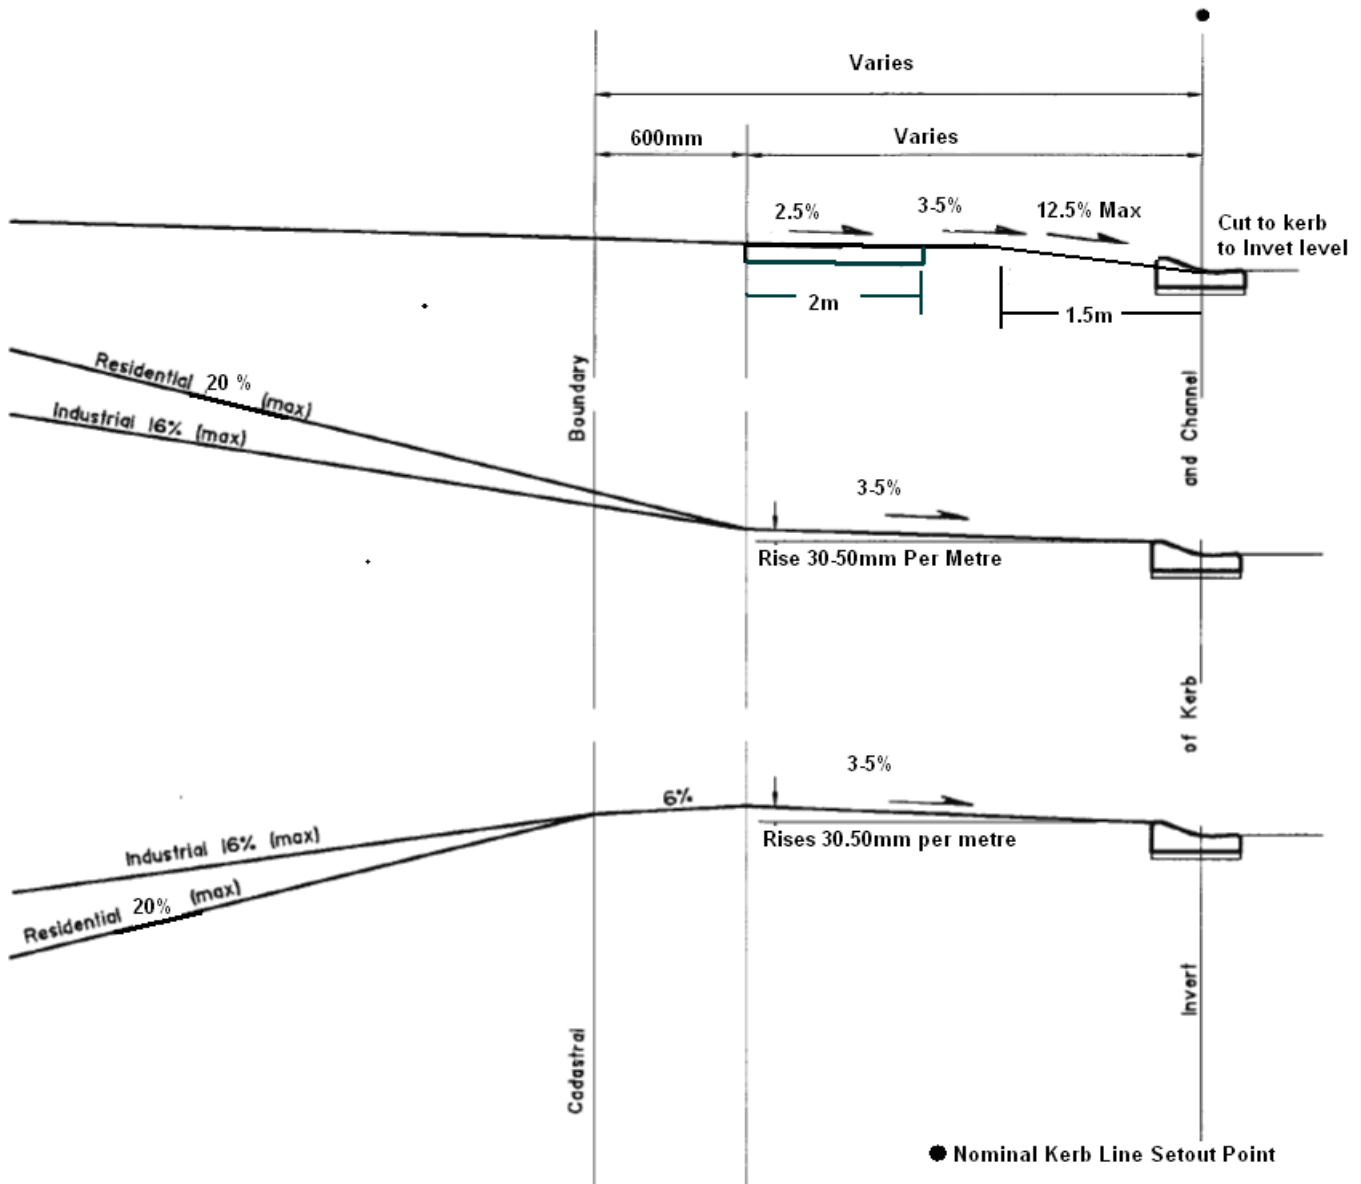 Varies
600mm
Varies
2.5%
3-5%
12.5% Max
Cut to kerb
to Invet level
2m
1.5m
Residential 20 % (max)
Industrial 16% (max)
Boundary
and Channel
3-5%
Rise 30-50mm Per Metre
of Kerb
3-5%
6%
Rises 30.50mm per metre
Industrial 16% (max)
Residential 20% (max)
Invert
Cadastral
Nominal Kerb Line Setout Point